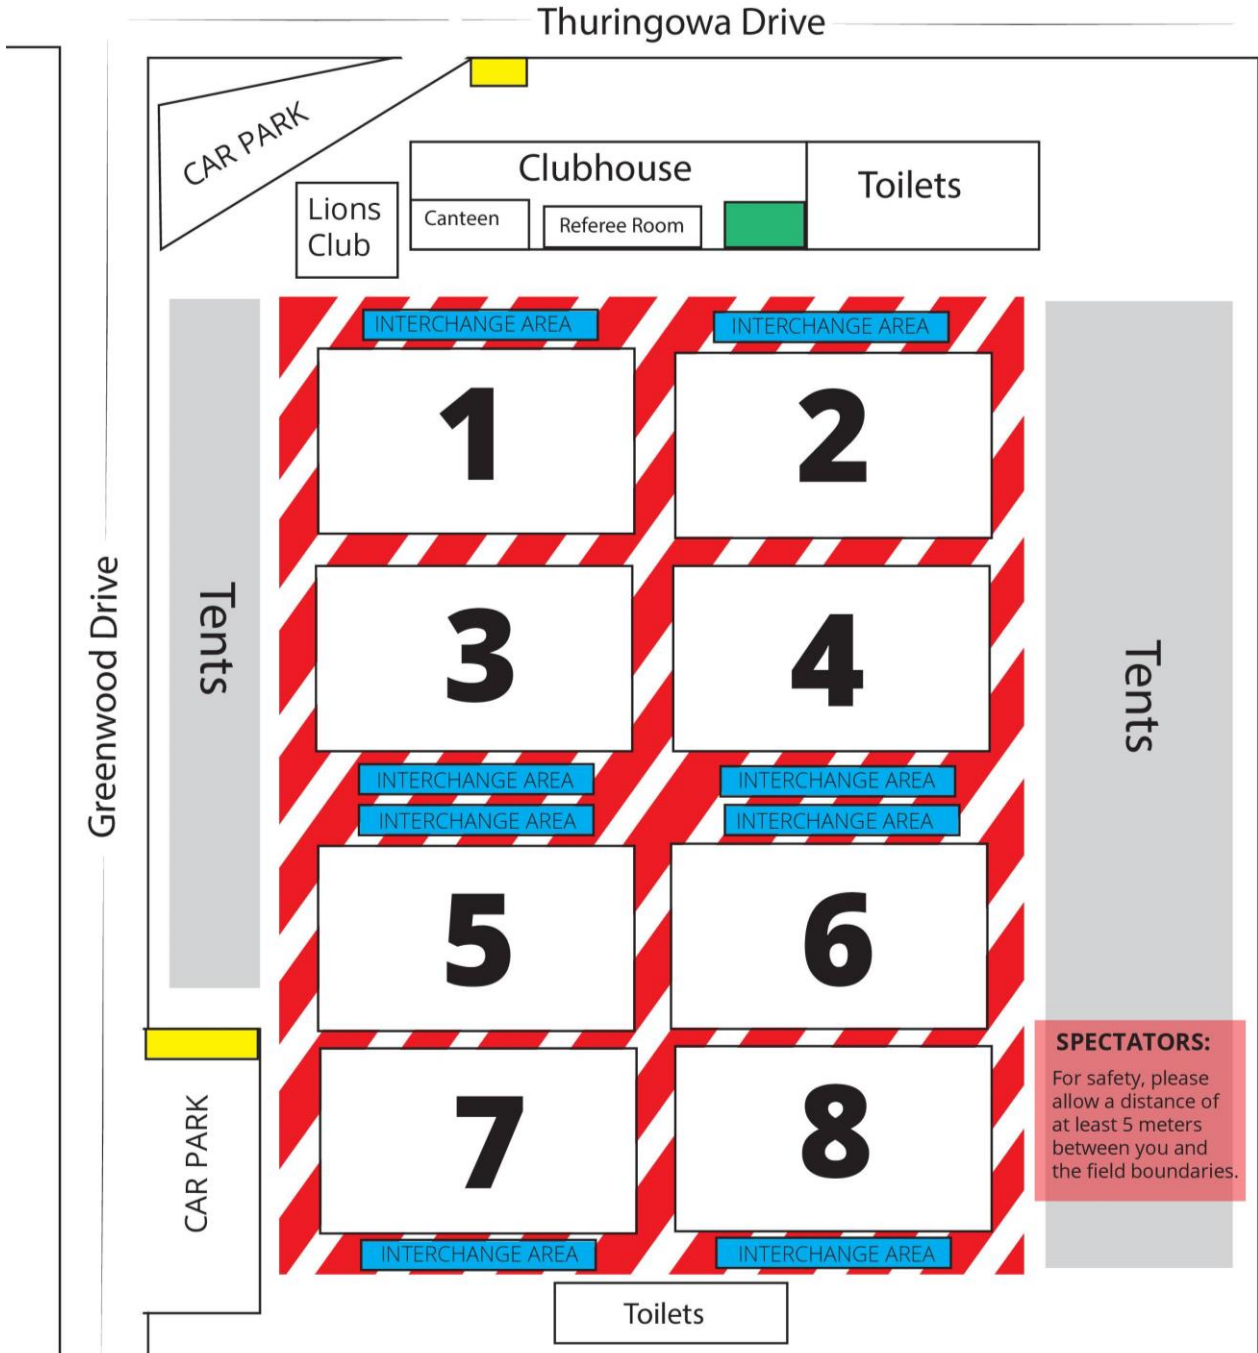 Thuringowa Drive
CAR PARK
Clubhouse
Toilets
Lions
Club
Canteen
Referee Room
INTERCHANGE AREA
INTERCHANGE AREA
1
2
Greenwood Drive
Tents
3
4
Tents
INTERCHANGE AREA
INTERCHANGE AREA
INTERCHANGE AREA
INTERCHANGE AREA
5
6
SPECTATORS:
For safety, please
allow a distance of
at least 5 meters
between you and
the field boundaries.
CAR PARK
7
8
INTERCHANGE AREA
INTERCHANGE AREA
Toilets